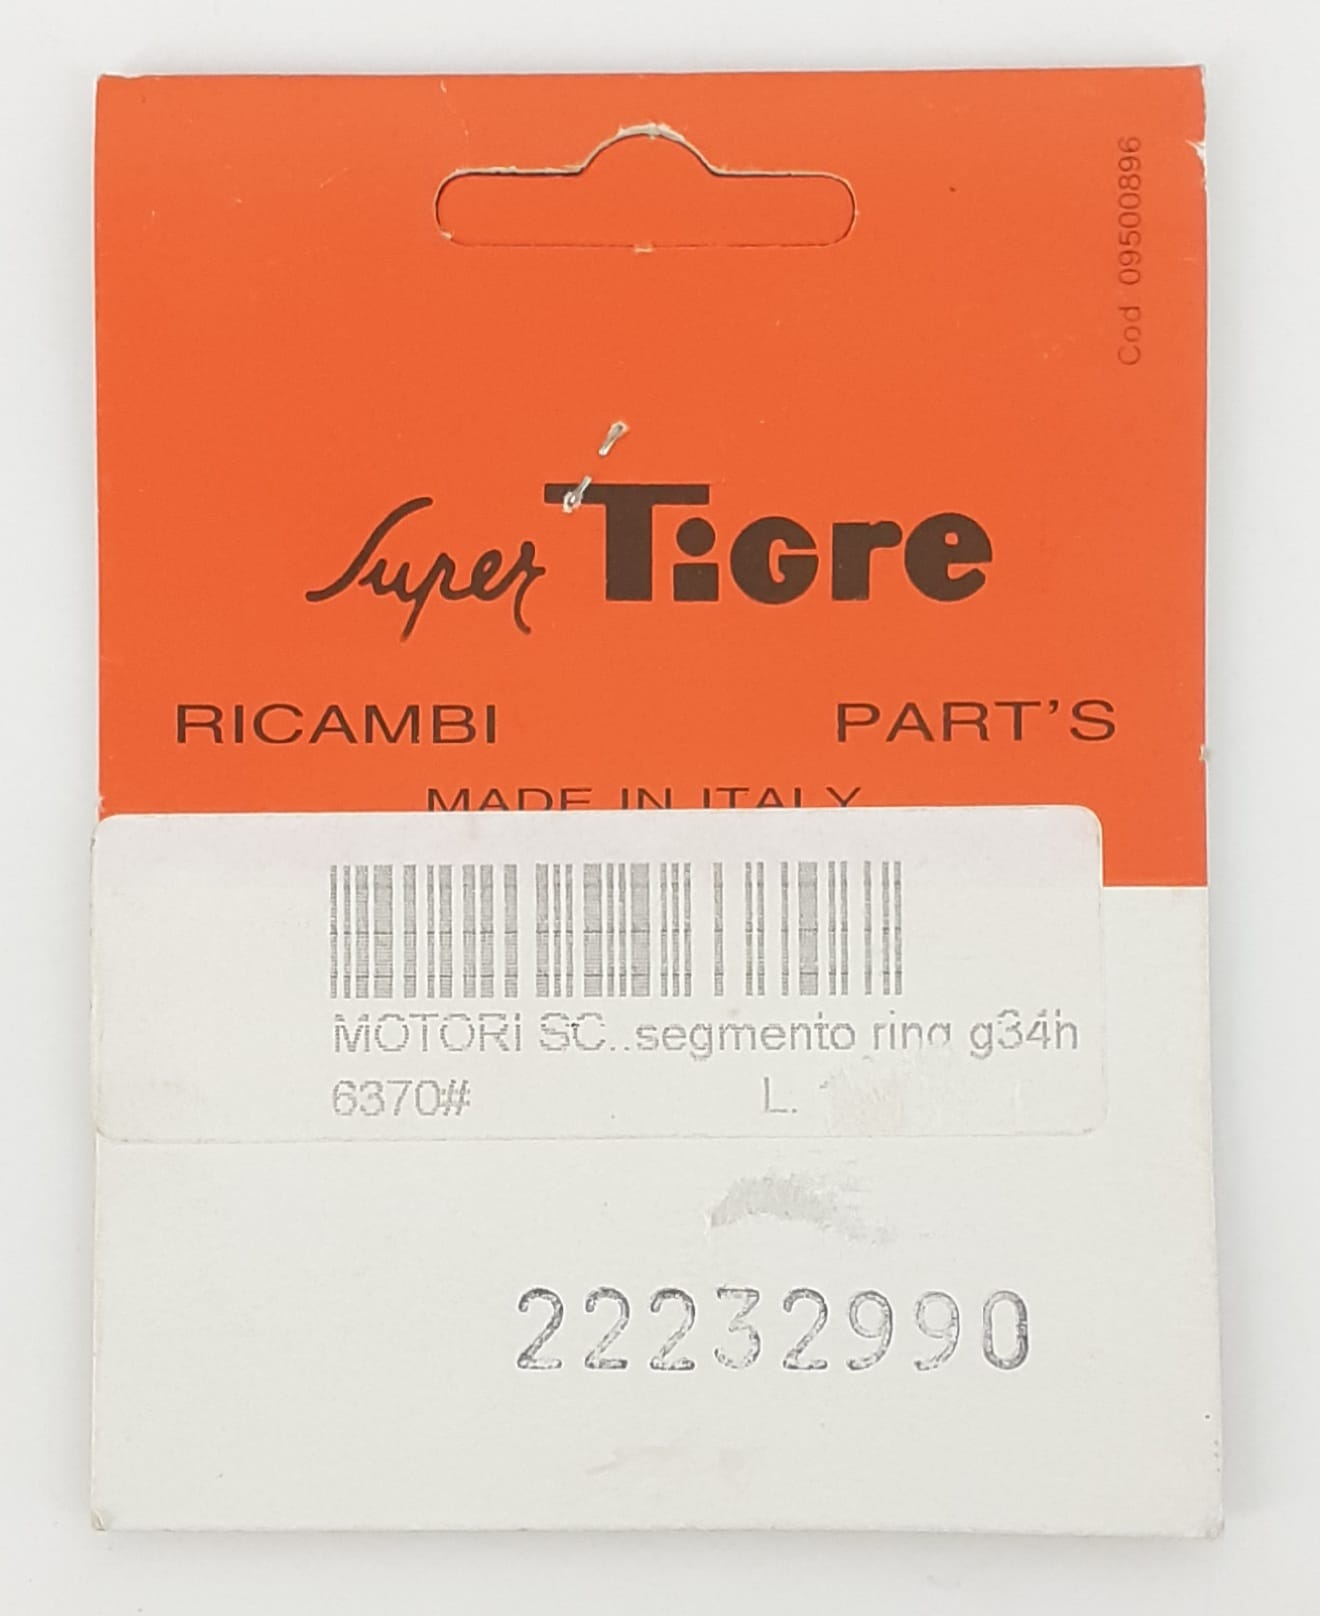 Cod 09500896
Super Tigre
RICAMBI PART'S
MADE IN ITALY
MOTORI SC..segmento ring g34h
6370# L.
22232990